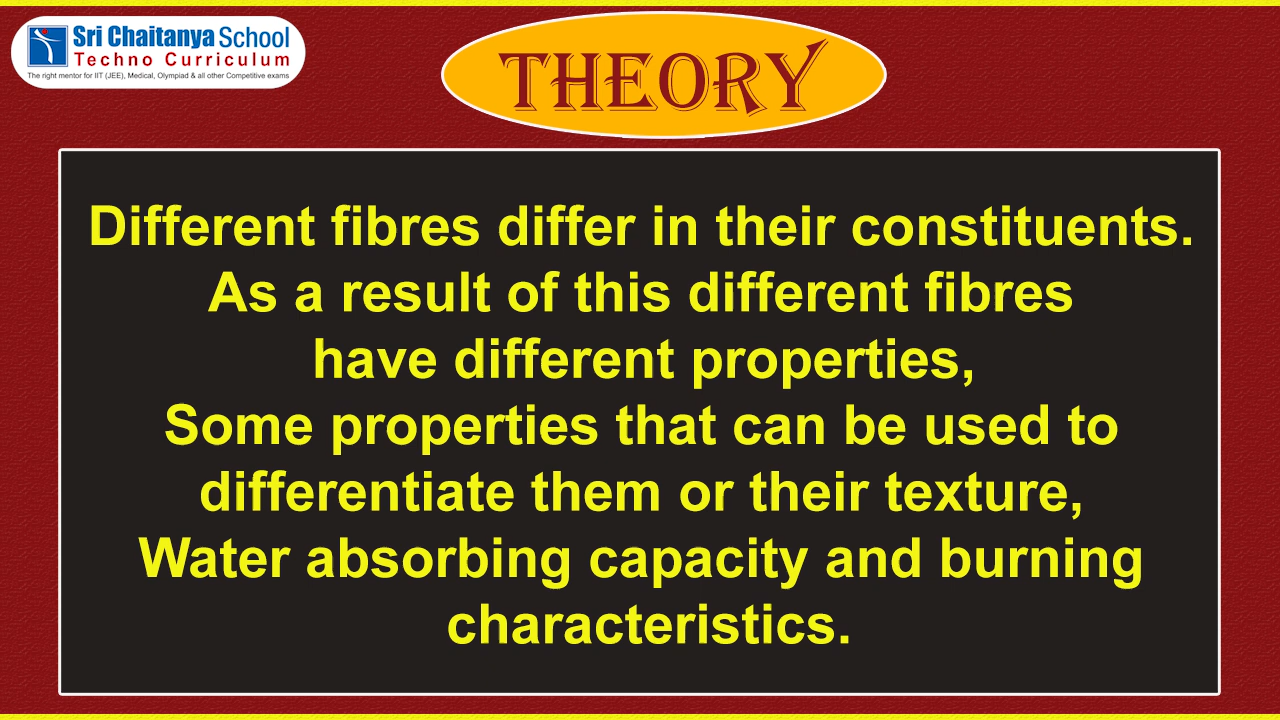 Sri Chaitanya School
Techno Curriculum
The right mentor for IIT (JEE), Medical, Olympiad & all other Competitive exams
THEORY
Different fibres differ in their constituents.
As a result of this different fibres
have different properties,
Some properties that can be used to
differentiate them or their texture,
Water absorbing capacity and burning
characteristics.